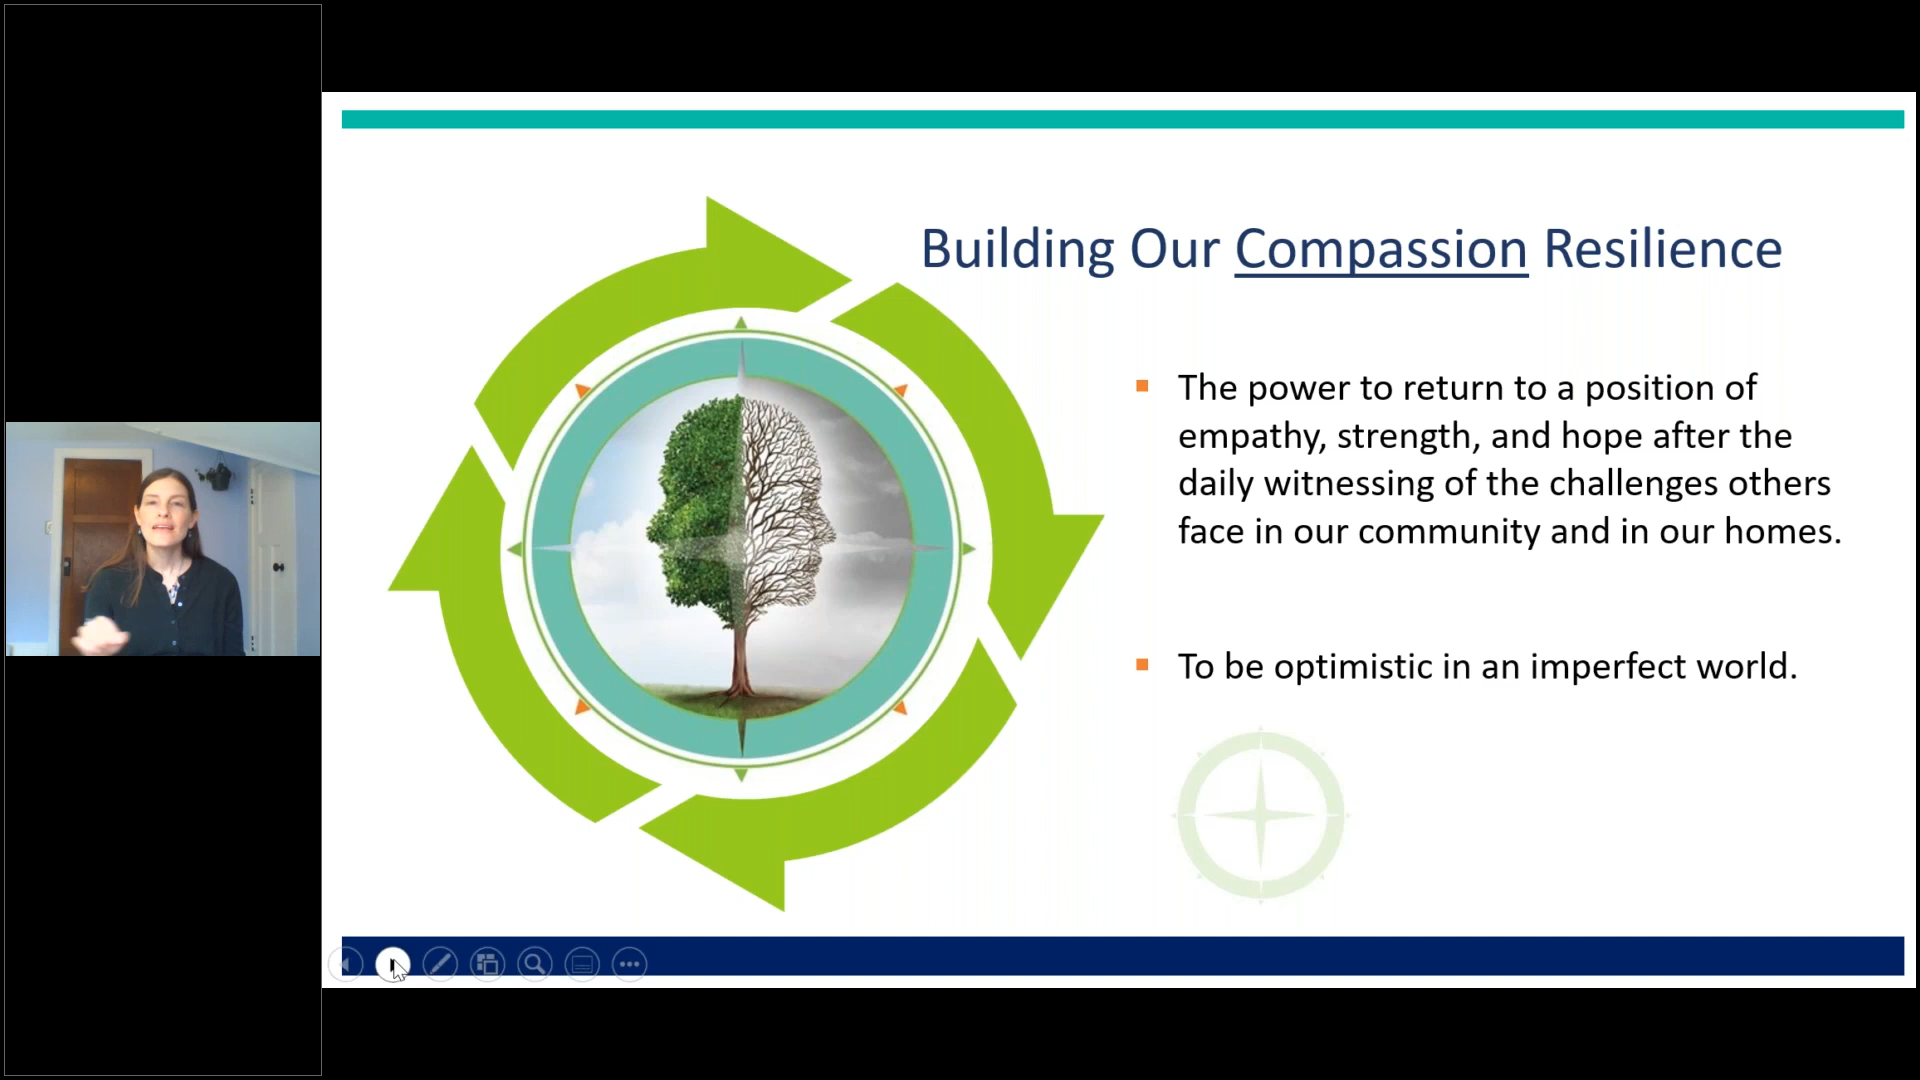 Building Our Compassion Resilience
The power to return to a position of
empathy, strength, and hope after the
daily witnessing of the challenges others
face in our community and in our homes.
To be optimistic in an imperfect world.